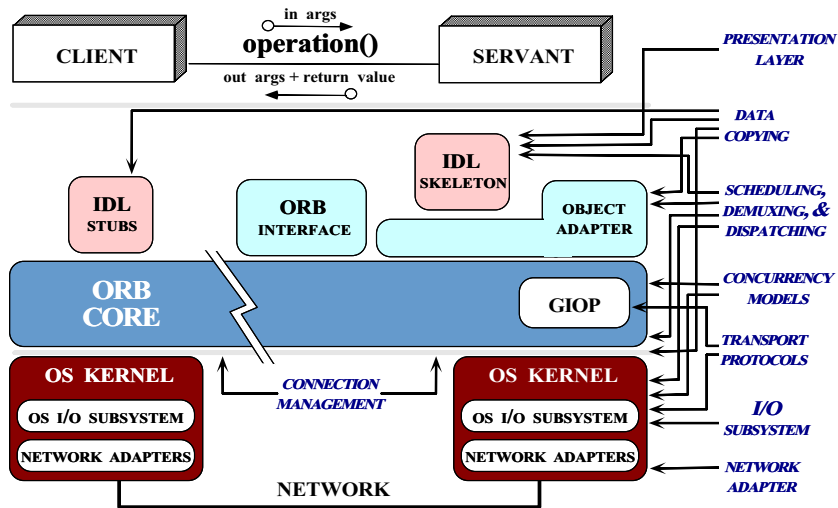 in args
CLIENT
operation()
SERVANT
out args + return value
PRESENTATION
LAYER
DATA
COPYING
IDL
SKELETON
IDL
STUBS
ORB
INTERFACE
OBJECT
ADAPTER
SCHEDULING,
DEMUXING, &
DISPATCHING
ORB
CORE
GIOP
CONCURRENCY
MODELS
TRANSPORT
PROTOCOLS
OS KERNEL
OS I/O SUBSYSTEM
NETWORK ADAPTERS
CONNECTION
MANAGEMENT
OS KERNEL
OS I/O SUBSYSTEM
NETWORK ADAPTERS
I/O
SUBSYSTEM
NETWORK
ADAPTER
NETWORK